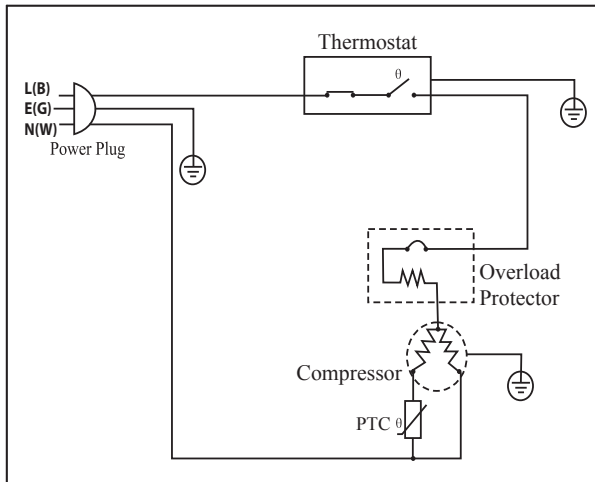 Thermostat
θ
L(B)
E(G)
N(W)
Power Plug
Overload
Protector
Compressor
PTC θ